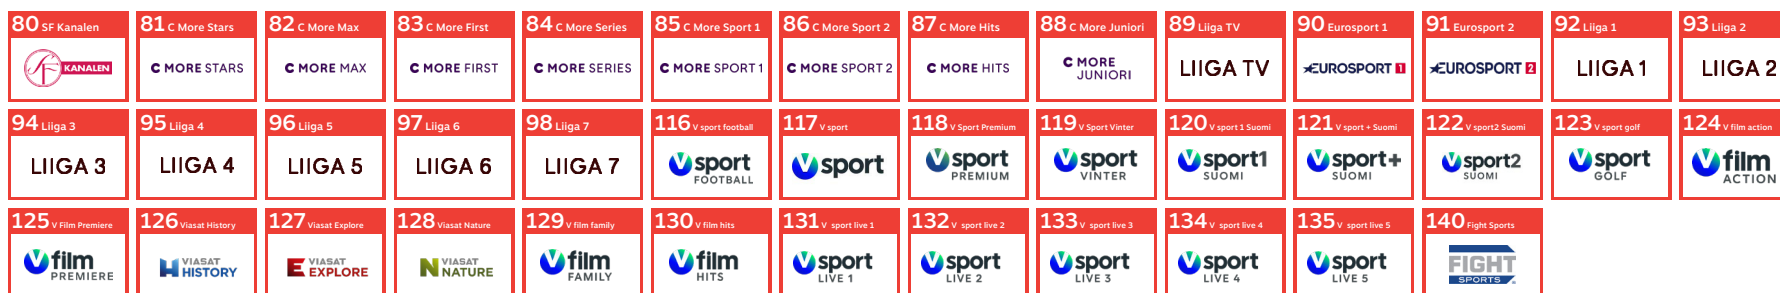 80 SF Kanalen
SF KANALEN
81 C More Stars
C MORE STARS
82 C More Max
C MORE MAX
83 C More First
C MORE FIRST
84 C More Series
C MORE SERIES
85 C More Sport 1
C MORE SPORT 1
86 C More Sport 2
C MORE SPORT 2
87 C More Hits
C MORE HITS
88 C More Juniori
C MORE
JUNIORI
89 Liiga TV
LIIGA TV
90 Eurosport 1
EUROSPORT 1
91 Eurosport 2
EUROSPORT 2
92 Liiga 1
LIIGA 1
93 Liiga 2
LIIGA 2
94 Liiga 3
LIIGA 3
95 Liiga 4
LIIGA 4
96 Liiga 5
LIIGA 5
97 Liiga 6
LIIGA 6
98 Liiga 7
LIIGA 7
116 V sport football
V sport
FOOTBALL
117 V sport
V sport
118 V Sport Premium
V sport
PREMIUM
119 V Sport Vinter
V sport
VINTER
120 V sport 1 Suomi
V sport1
SUOMI
121 V sport + Suomi
V sport+
SUOMI
122 V sport2 Suomi
V sport2
SUOMI
123 V sport golf
V sport
GOLF
124 V film action
V film
ACTION
125 V Film Premiere
V film
PREMIERE
126 Viasat History
H VIASAT
HISTORY
127 Viasat Explore
E VIASAT
EXPLORE
128 Viasat Nature
N VIASAT
NATURE
129 V film family
V film
FAMILY
130 V film hits
V film
HITS
131 V sport live 1
V sport
LIVE 1
132 V sport live 2
V sport
LIVE 2
133 V sport live 3
V sport
LIVE 3
134 V sport live 4
V sport
LIVE 4
135 V sport live 5
V sport
LIVE 5
140 Fight Sports
FIGHT
SPORTS